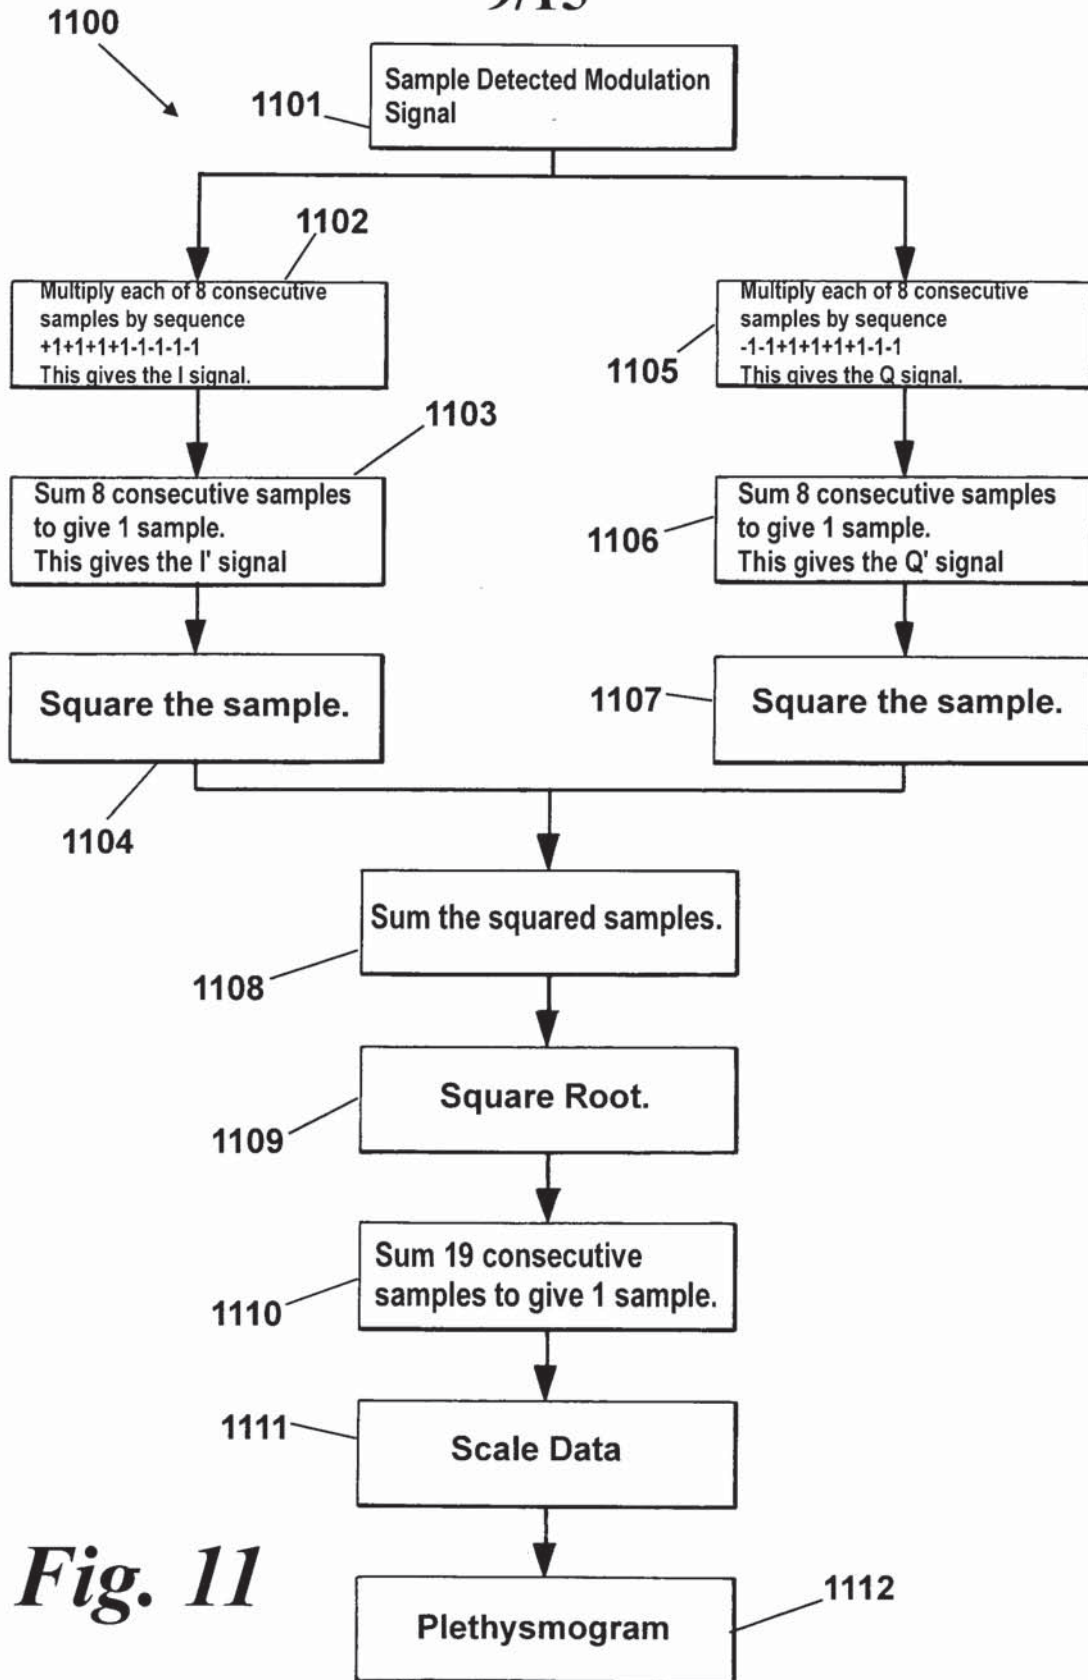 9/15
1100
Sample Detected Modulation
Signal
1101
1102
Multiply each of 8 consecutive
samples by sequence
+1+1+1+1-1-1-1-1
This gives the I signal.
Multiply each of 8 consecutive
samples by sequence
-1-1+1+1+1+1-1-1
This gives the Q signal.
1105
1103
Sum 8 consecutive samples
to give 1 sample.
This gives the I' signal
Sum 8 consecutive samples
to give 1 sample.
This gives the Q' signal
1106
Square the sample.
1104
1107
Square the sample.
Sum the squared samples.
1108
Square Root.
1109
Sum 19 consecutive
samples to give 1 sample.
1110
1111
Scale Data
Fig. 11
Plethysmogram
1112